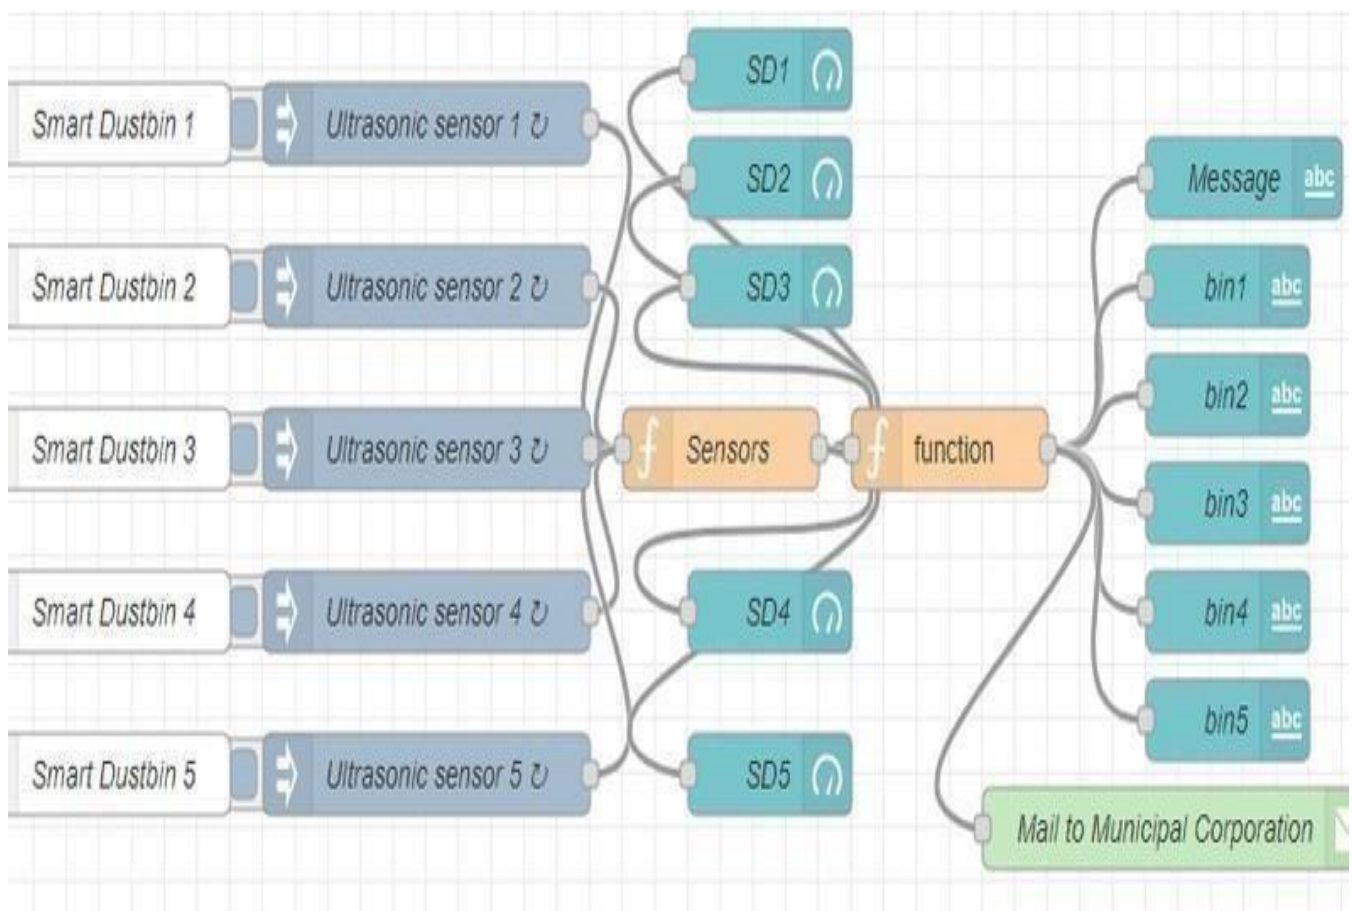 Smart Dustbin 1
Ultrasonic sensor 1 ↻
Smart Dustbin 2
Ultrasonic sensor 2 ↻
Smart Dustbin 3
Ultrasonic sensor 3 ↻
Smart Dustbin 4
Ultrasonic sensor 4 ↻
Smart Dustbin 5
Ultrasonic sensor 5 ↻
SD1
SD2
SD3
Sensors
function
SD4
SD5
Message abc
bin1 abc
bin2 abc
bin3 abc
bin4 abc
bin5 abc
Mail to Municipal Corporation